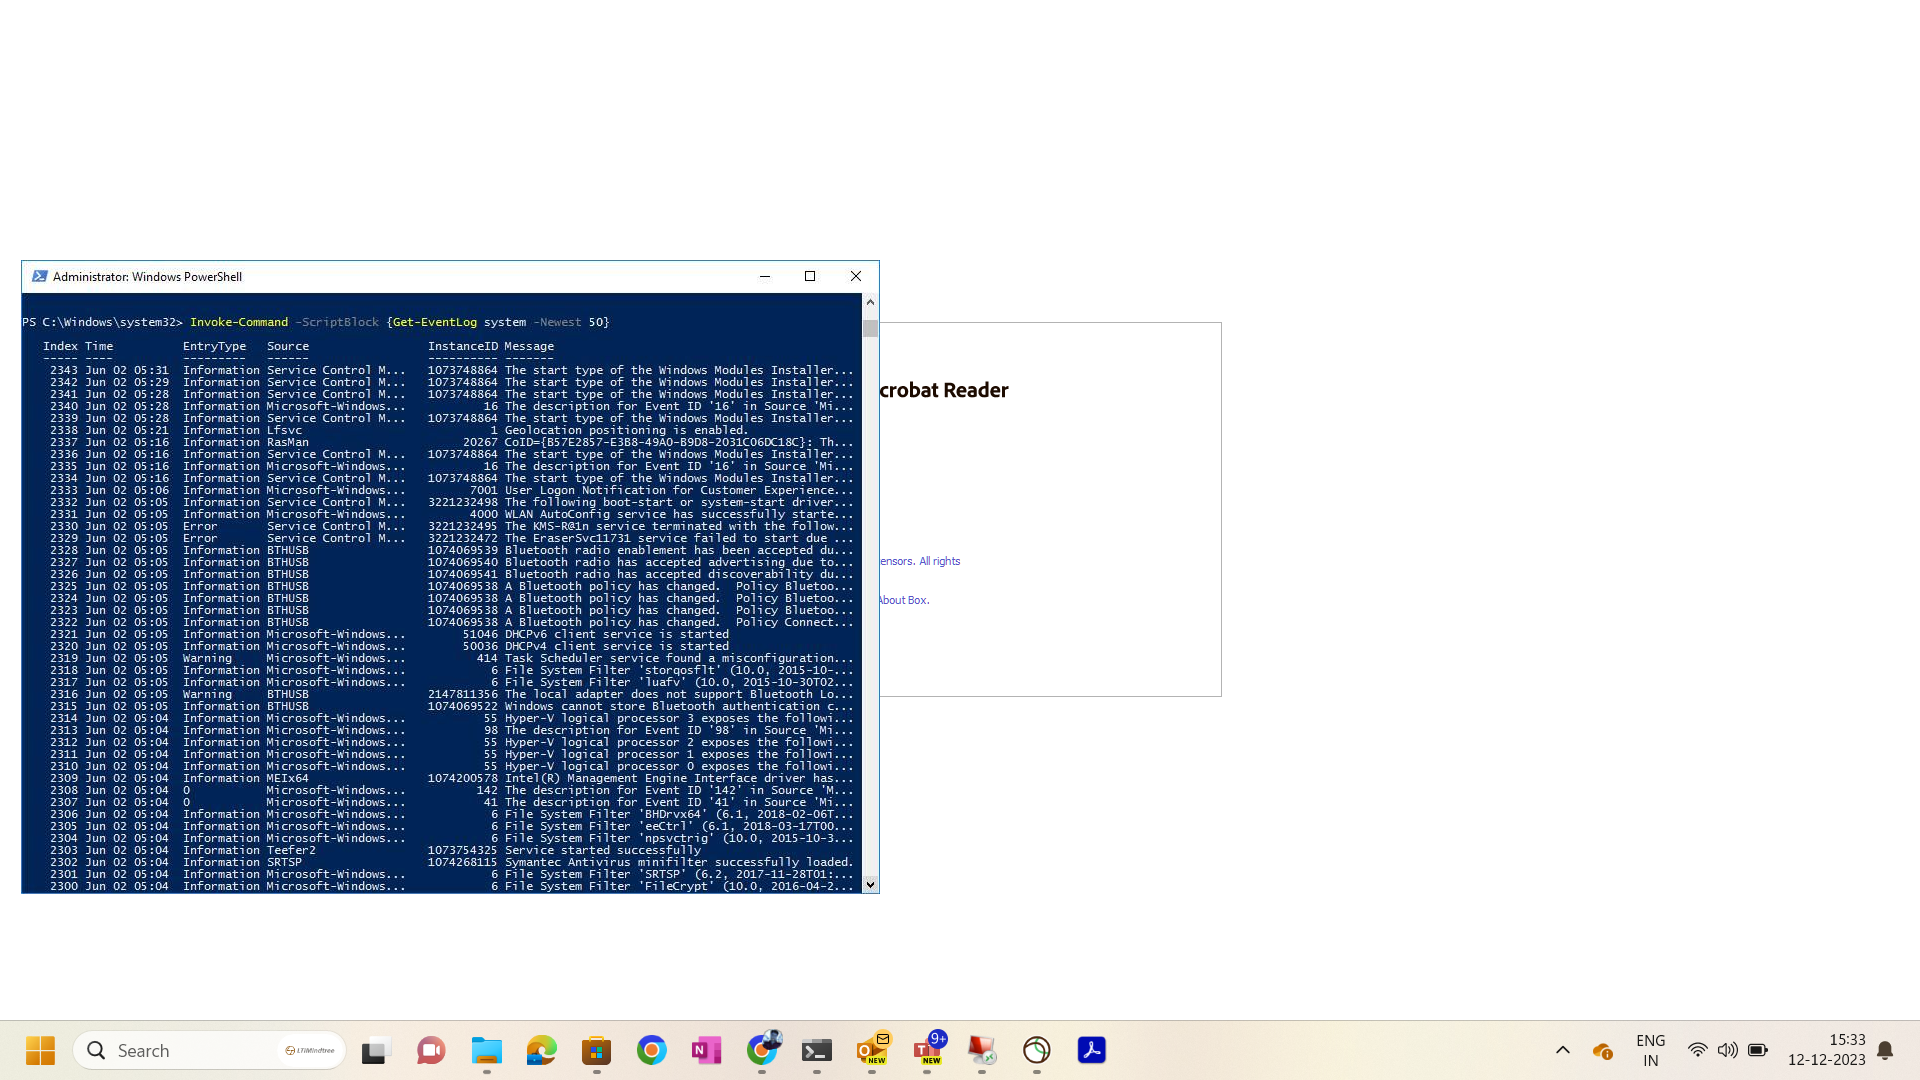 Administrator: Windows PowerShell
PS C:\Windows\system32> Invoke-Command -ScriptBlock {Get-EventLog system -Newest 50}
Index Time EntryType Source InstanceID Message
----- ---- --------- ------ ---------- -------
2343 Jun 02 05:31 Information Service Control M... 1073748864 The start type of the Windows Modules Installer...
2342 Jun 02 05:29 Information Service Control M... 1073748864 The start type of the Windows Modules Installer...
2341 Jun 02 05:28 Information Service Control M... 1073748864 The start type of the Windows Modules Installer...
2340 Jun 02 05:28 Information Microsoft-Windows... 16 The description for Event ID '16' in Source 'Mi...
2339 Jun 02 05:28 Information Service Control M... 1073748864 The start type of the Windows Modules Installer...
2338 Jun 02 05:21 Information Lfsvc 1 Geolocation positioning is enabled.
2337 Jun 02 05:16 Information RasMan 20267 CoID={B57E2857-E3B8-49A0-B9D8-2031C06DC18C}: Th...
2336 Jun 02 05:16 Information Service Control M... 1073748864 The start type of the Windows Modules Installer...
2335 Jun 02 05:16 Information Microsoft-Windows... 16 The description for Event ID '16' in Source 'Mi...
2334 Jun 02 05:16 Information Service Control M... 1073748864 The start type of the Windows Modules Installer...
2333 Jun 02 05:06 Information Microsoft-Windows... 7001 User Logon Notification for Customer Experience...
2332 Jun 02 05:05 Information Service Control M... 3221232498 The following boot-start or system-start driver...
2331 Jun 02 05:05 Information Microsoft-Windows... 4000 WLAN AutoConfig service has successfully starte...
2330 Jun 02 05:05 Error Service Control M... 3221232495 The KMS-R@1n service terminated with the follow...
2329 Jun 02 05:05 Error Service Control M... 3221232472 The EraserSvc11731 service failed to start due ...
2328 Jun 02 05:05 Information BTHUSB 1074069539 Bluetooth radio enablement has been accepted du...
2327 Jun 02 05:05 Information BTHUSB 1074069540 Bluetooth radio has accepted advertising due to...
2326 Jun 02 05:05 Information BTHUSB 1074069541 Bluetooth radio has accepted discoverability du...
2325 Jun 02 05:05 Information BTHUSB 1074069538 A Bluetooth policy has changed. Policy Bluetoo...
2324 Jun 02 05:05 Information BTHUSB 1074069538 A Bluetooth policy has changed. Policy Bluetoo...
2323 Jun 02 05:05 Information BTHUSB 1074069538 A Bluetooth policy has changed. Policy Bluetoo...
2322 Jun 02 05:05 Information BTHUSB 1074069538 A Bluetooth policy has changed. Policy Connect...
2321 Jun 02 05:05 Information Microsoft-Windows... 51046 DHCPv6 client service is started
2320 Jun 02 05:05 Information Microsoft-Windows... 50036 DHCPv4 client service is started
2319 Jun 02 05:05 Warning Microsoft-Windows... 414 Task Scheduler service found a misconfiguration...
2318 Jun 02 05:05 Information Microsoft-Windows... 6 File System Filter 'storqosflt' (10.0, 2015-10-...
2317 Jun 02 05:05 Information Microsoft-Windows... 6 File System Filter 'luafv' (10.0, 2015-10-30T02...
2316 Jun 02 05:05 Warning BTHUSB 2147811356 The local adapter does not support Bluetooth Lo...
2315 Jun 02 05:05 Information BTHUSB 1074069522 Windows cannot store Bluetooth authentication c...
2314 Jun 02 05:04 Information Microsoft-Windows... 55 Hyper-V logical processor 3 exposes the followi...
2313 Jun 02 05:04 Information Microsoft-Windows... 98 The description for Event ID '98' in Source 'Mi...
2312 Jun 02 05:04 Information Microsoft-Windows... 55 Hyper-V logical processor 2 exposes the followi...
2311 Jun 02 05:04 Information Microsoft-Windows... 55 Hyper-V logical processor 1 exposes the followi...
2310 Jun 02 05:04 Information Microsoft-Windows... 55 Hyper-V logical processor 0 exposes the followi...
2309 Jun 02 05:04 Information MEIx64 1074200578 Intel(R) Management Engine Interface driver has...
2308 Jun 02 05:04 0 Microsoft-Windows... 142 The description for Event ID '142' in Source 'M...
2307 Jun 02 05:04 0 Microsoft-Windows... 41 The description for Event ID '41' in Source 'Mi...
2306 Jun 02 05:04 Information Microsoft-Windows... 6 File System Filter 'BHDrvx64' (6.1, 2018-02-06T...
2305 Jun 02 05:04 Information Microsoft-Windows... 6 File System Filter 'eeCtrl' (6.1, 2018-03-17T00...
2304 Jun 02 05:04 Information Microsoft-Windows... 6 File System Filter 'npsvctrig' (10.0, 2015-10-3...
2303 Jun 02 05:04 Information Teefer2 1073754325 Service started successfully
2302 Jun 02 05:04 Information SRTSP 1074268115 Symantec Antivirus minifilter successfully loaded.
2301 Jun 02 05:04 Information Microsoft-Windows... 6 File System Filter 'SRTSP' (6.2, 2017-11-28T01:...
2300 Jun 02 05:04 Information Microsoft-Windows... 6 File System Filter 'FileCrypt' (10.0, 2016-04-2...
crobat Reader
ensors. All rights
About Box.
Search
LTIMindtree
NEW
9+
NEW
ENG
IN
15:33
12-12-2023